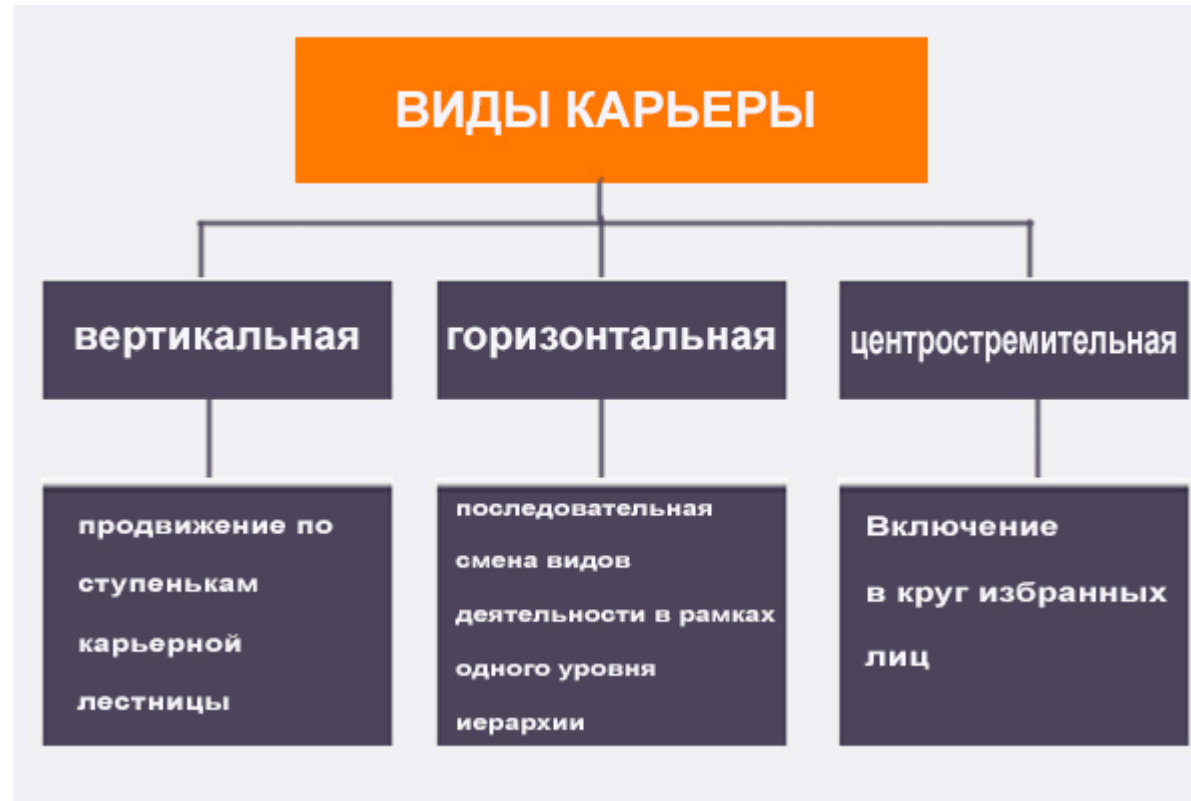 ВИДЫ КАРЬЕРЫ
вертикальная
горизонтальная
центростремительная
продвижение по
ступенькам
карьерной
лестницы
последовательная
смена видов
деятельности в рамках
одного уровня
иерархии
Включение
в круг избранных
лиц